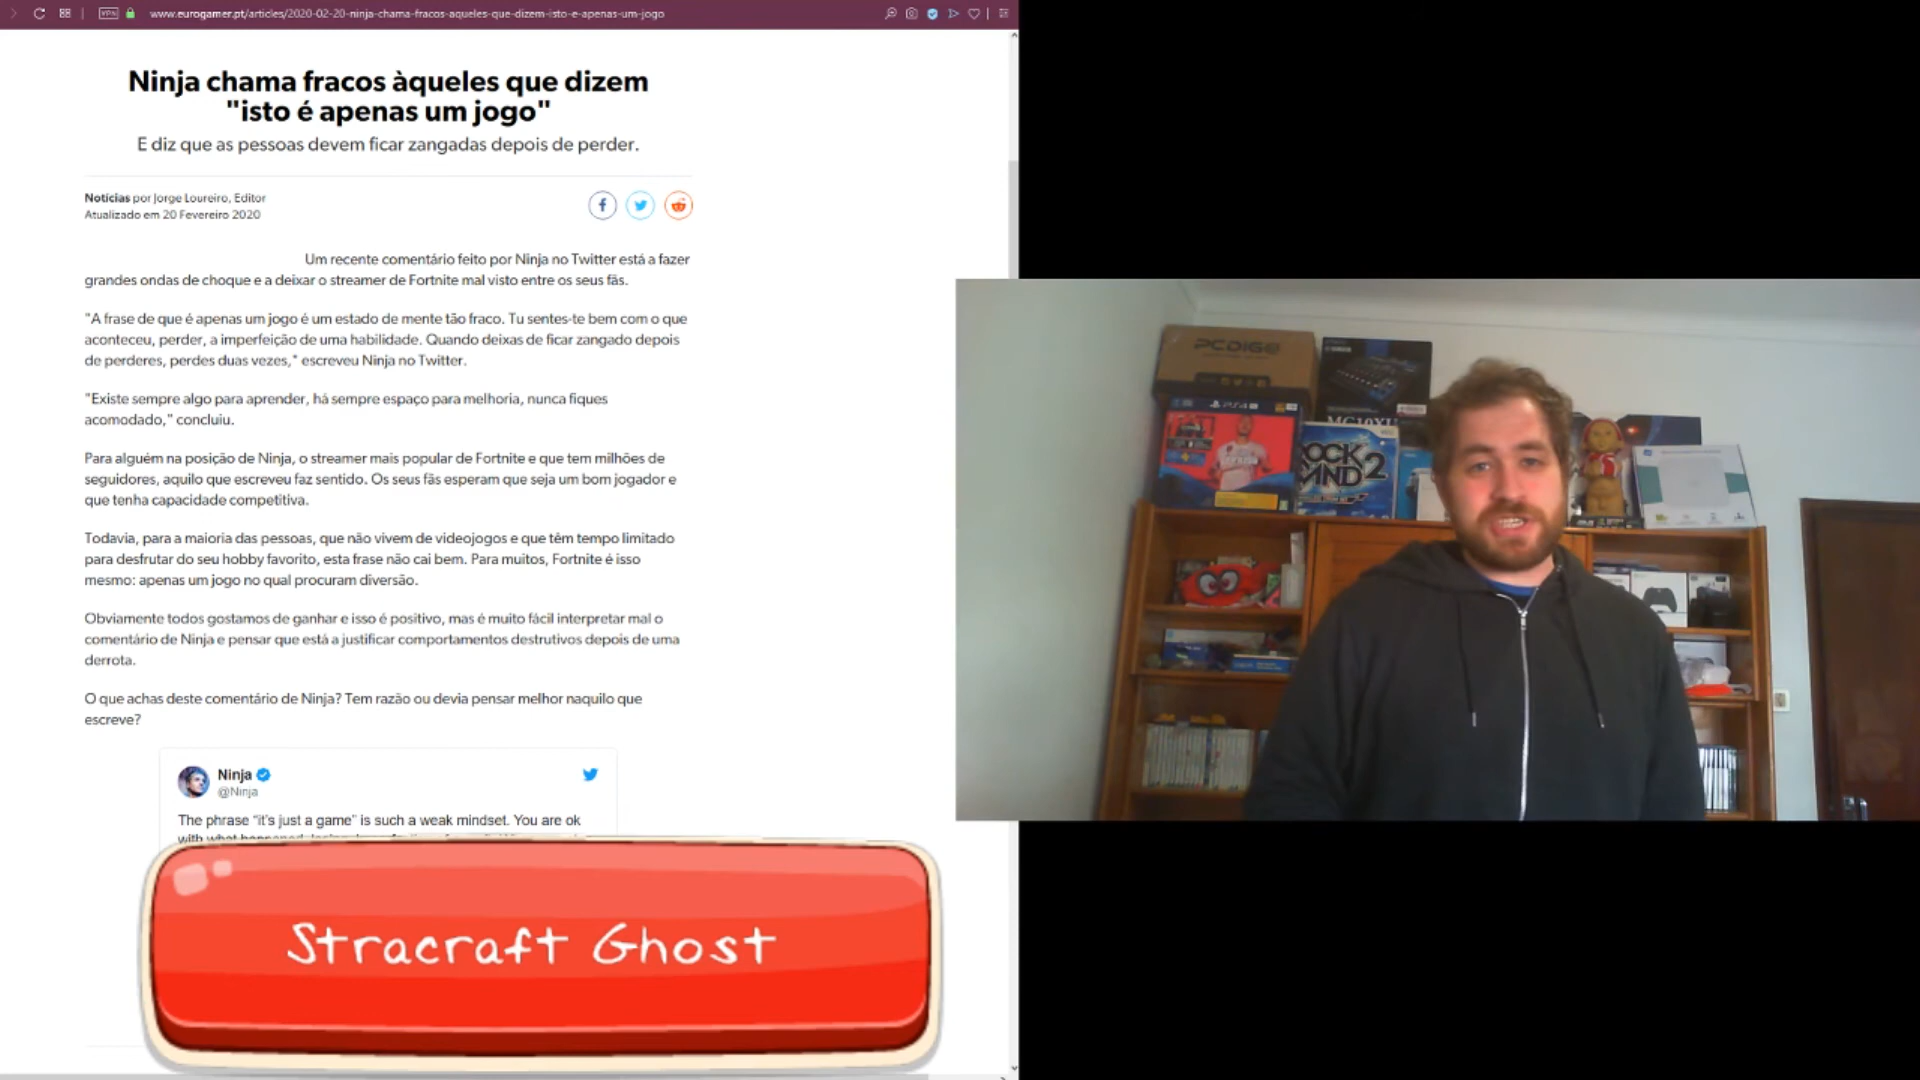 VPN
www.eurogamer.pt/articles/2020-02-20-ninja-chama-fracos-aqueles-que-dizem-isto-e-apenas-um-jogo
Ninja chama fracos àqueles que dizem
"isto é apenas um jogo"
E diz que as pessoas devem ficar zangadas depois de perder.
Notícias por Jorge Loureiro, Editor
Atualizado em 20 Fevereiro 2020
Um recente comentário feito por Ninja no Twitter está a fazer
grandes ondas de choque e a deixar o streamer de Fortnite mal visto entre os seus fãs.
"A frase de que é apenas um jogo é um estado de mente tão fraco. Tu sentes-te bem com o que
aconteceu, perder, a imperfeição de uma habilidade. Quando deixas de ficar zangado depois
de perderes, perdes duas vezes," escreveu Ninja no Twitter.
"Existe sempre algo para aprender, há sempre espaço para melhoria, nunca fiques
acomodado," concluiu.
Para alguém na posição de Ninja, o streamer mais popular de Fortnite e que tem milhões de
seguidores, aquilo que escreveu faz sentido. Os seus fãs esperam que seja um bom jogador e
que tenha capacidade competitiva.
Todavia, para a maioria das pessoas, que não vivem de videojogos e que têm tempo limitado
para desfrutar do seu hobby favorito, esta frase não cai bem. Para muitos, Fortnite é isso
mesmo: apenas um jogo no qual procuram diversão.
Obviamente todos gostamos de ganhar e isso é positivo, mas é muito fácil interpretar mal o
comentário de Ninja e pensar que está a justificar comportamentos destrutivos depois de uma
derrota.
O que achas deste comentário de Ninja? Tem razão ou devia pensar melhor naquilo que
escreve?
Ninja
@Ninja
The phrase “it’s just a game” is such a weak mindset. You are ok
with what happened, losing
Stracraft Ghost
PCDIGA
PS4
MG10XU
OCK
AND 2